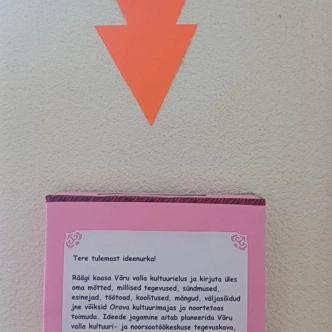 Tere tulemast ideenurka!
Räägi kaasa Võru valla kultuurielus ja kirjuta üles
oma mõtted, millised tegevused, sündmused,
esinejad, töötoad, koolitused, mängud, väljasõidud
jne võiksid Orava kultuurimajas ja noortetoas
toimuda. Ideede jagamine aitab planeerida Võru
valla kultuuri- ja noorsootöökeskuse tegevuskava,